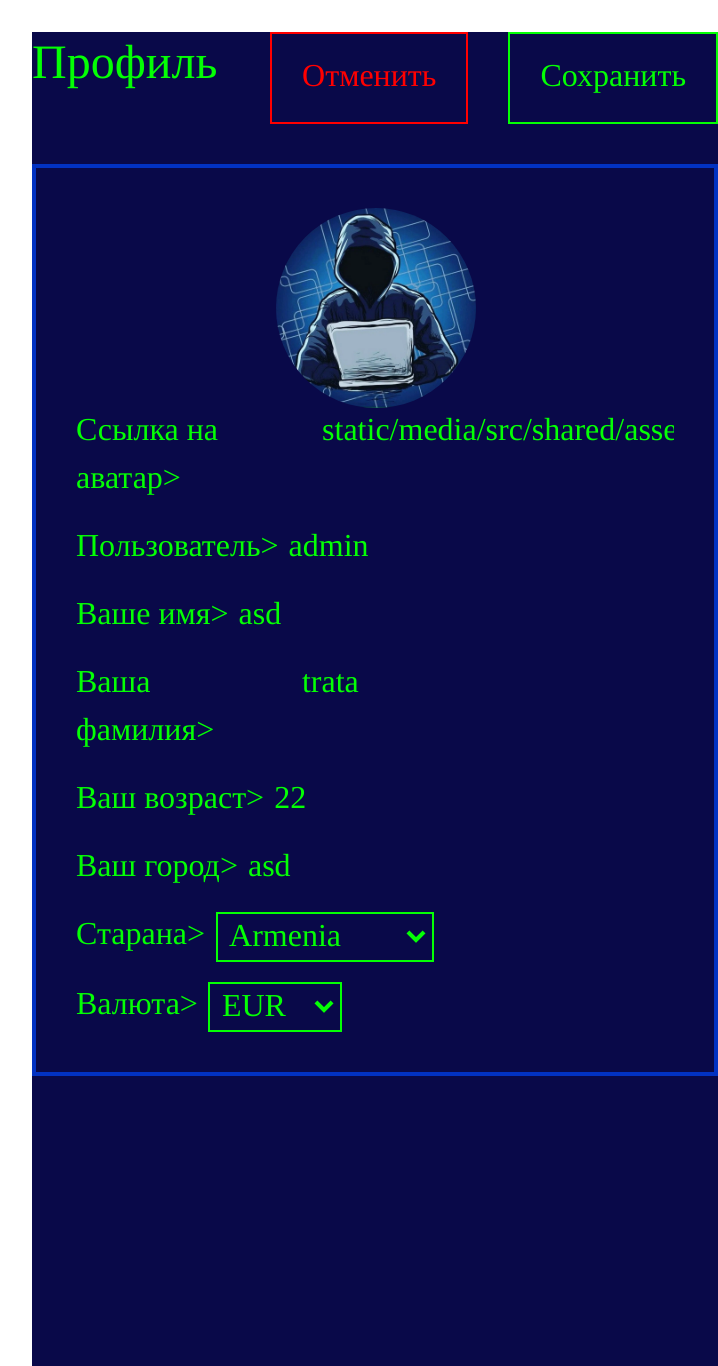 Профиль Отменить Сохранить
Ссылка на static/media/src/shared/asse
аватар>
Пользователь> admin
Ваше имя> asd
Ваша trata
фамилия>
Ваш возраст> 22
Ваш город> asd
Старана> Armenia
Валюта> EUR